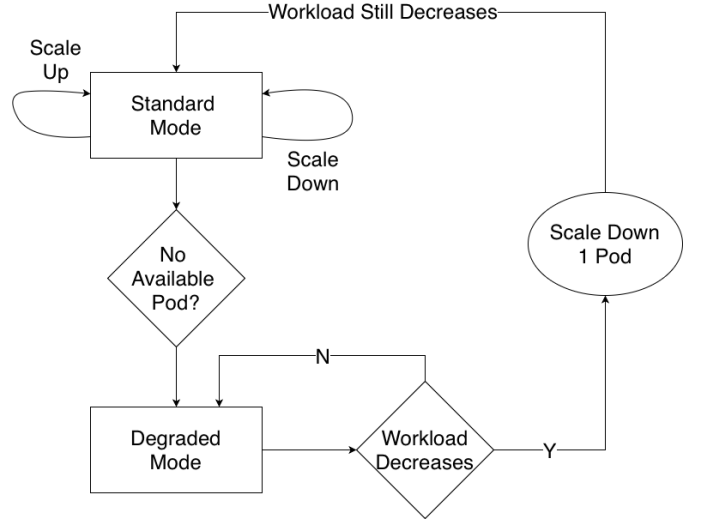 Workload Still Decreases
Scale
Up
Standard
Mode
Scale
Down
No
Available
Pod?
Scale Down
1 Pod
N
Degraded
Mode
Workload
Decreases
Y